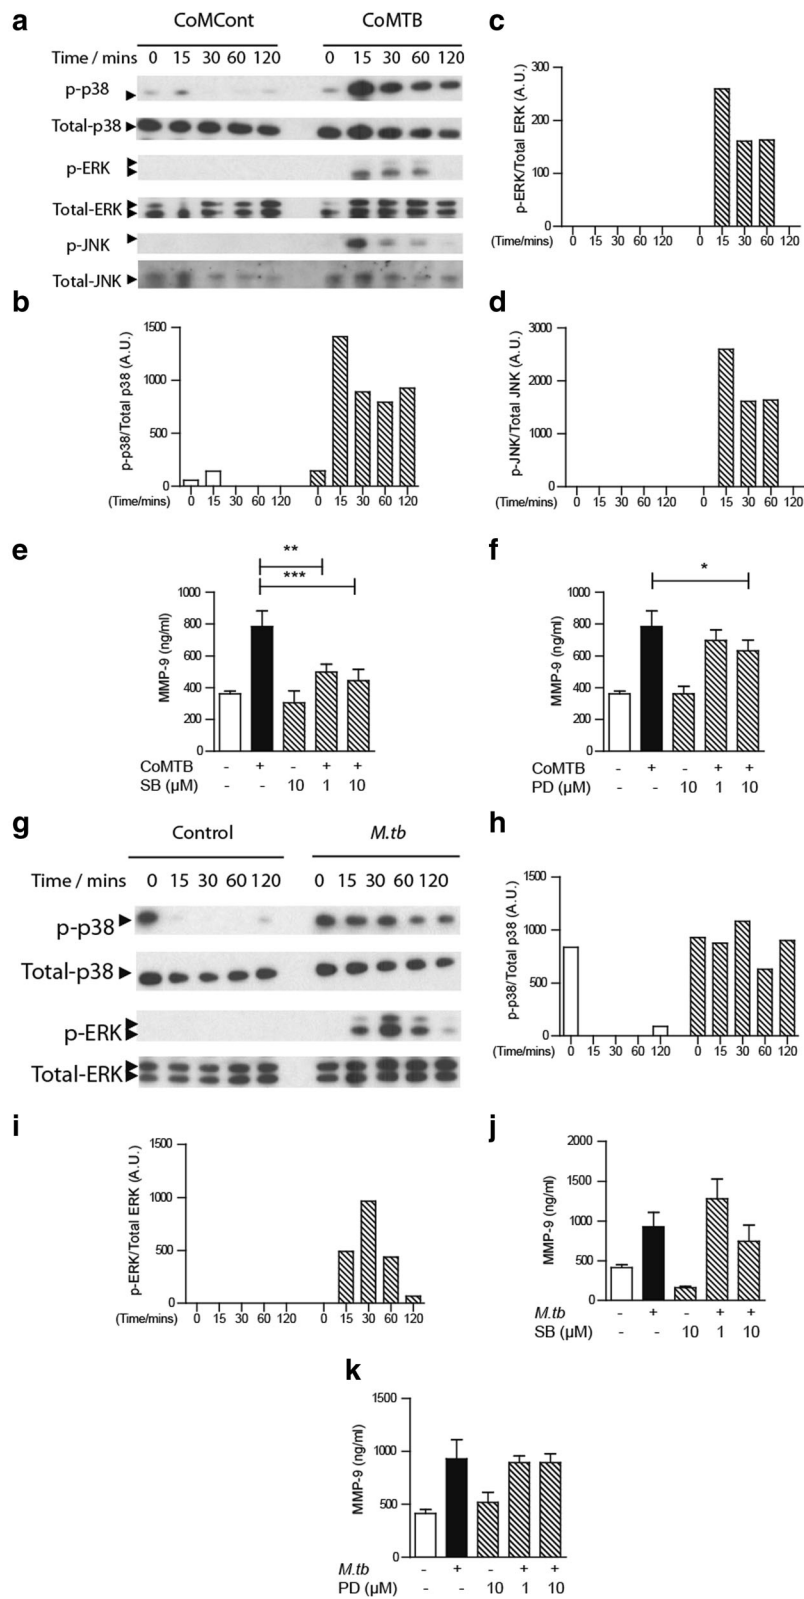 a
CoMCont CoMTB
Time / mins 0 15 30 60 120 0 15 30 60 120
p-p38
Total-p38
p-ERK
Total-ERK
p-JNK
Total-JNK
c
p-ERK/Total ERK (A.U.)
300
200
100
0
(Time/mins) 0 15 30 60 120 0 15 30 60 120
b
p-p38/Total p38 (A.U.)
1500
1000
500
0
(Time/mins) 0 15 30 60 120 0 15 30 60 120
d
p-JNK/Total JNK (A.U.)
3000
2000
1000
0
(Time/mins) 0 15 30 60 120 0 15 30 60 120
e
**
***
MMP-9 (ng/ml)
1000
800
600
400
200
0
CoMTB - + - + +
SB (µM) - - 10 1 10
f
*
MMP-9 (ng/ml)
1000
800
600
400
200
0
CoMTB - + - + +
PD (µM) - - 10 1 10
g
Control M.tb
Time / mins 0 15 30 60 120 0 15 30 60 120
p-p38
Total-p38
p-ERK
Total-ERK
h
p-p38/Total p38 (A.U.)
1500
1000
500
0
(Time/mins) 0 15 30 60 120 0 15 30 60 120
i
p-ERK/Total ERK (A.U.)
1500
1000
500
0
(Time/mins) 0 15 30 60 120 0 15 30 60 120
j
MMP-9 (ng/ml)
2000
1500
1000
500
0
M.tb - + - + +
SB (µM) - - 10 1 10
k
MMP-9 (ng/ml)
1500
1000
500
0
M.tb - + - + +
PD (µM) - - 10 1 10